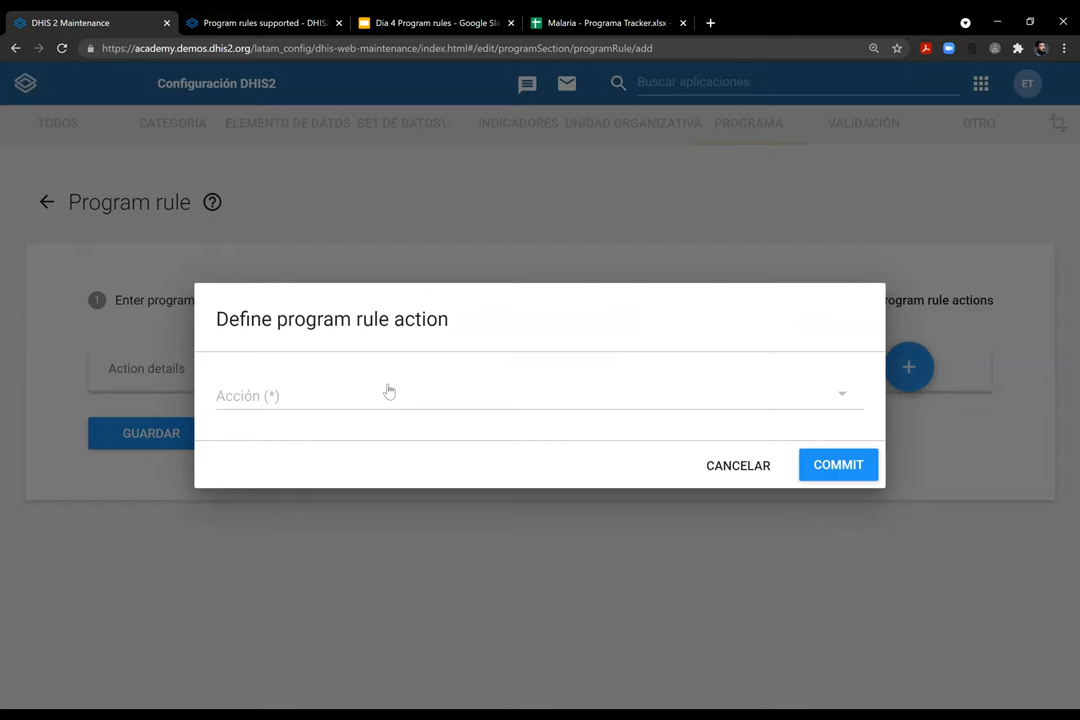 DHIS 2 Maintenance
Program rules supported - DHIS2
Dia 4 Program rules - Google Sli
Malaria - Programa Tracker.xlsx -
https://academy.demos.dhis2.org/latam_config/dhis-web-maintenance/index.html#/edit/programSection/programRule/add
Configuración DHIS2
Buscar aplicaciones
ET
TODOS
CATEGORÍA
ELEMENTO DE DATOS
SET DE DATOS\
INDICADORES
UNIDAD ORGANIZATIVA
PROGRAMA
VALIDACIÓN
OTRO
Program rule
1 Enter program
rogram rule actions
Define program rule action
Action details
Acción (*)
GUARDAR
CANCELAR
COMMIT